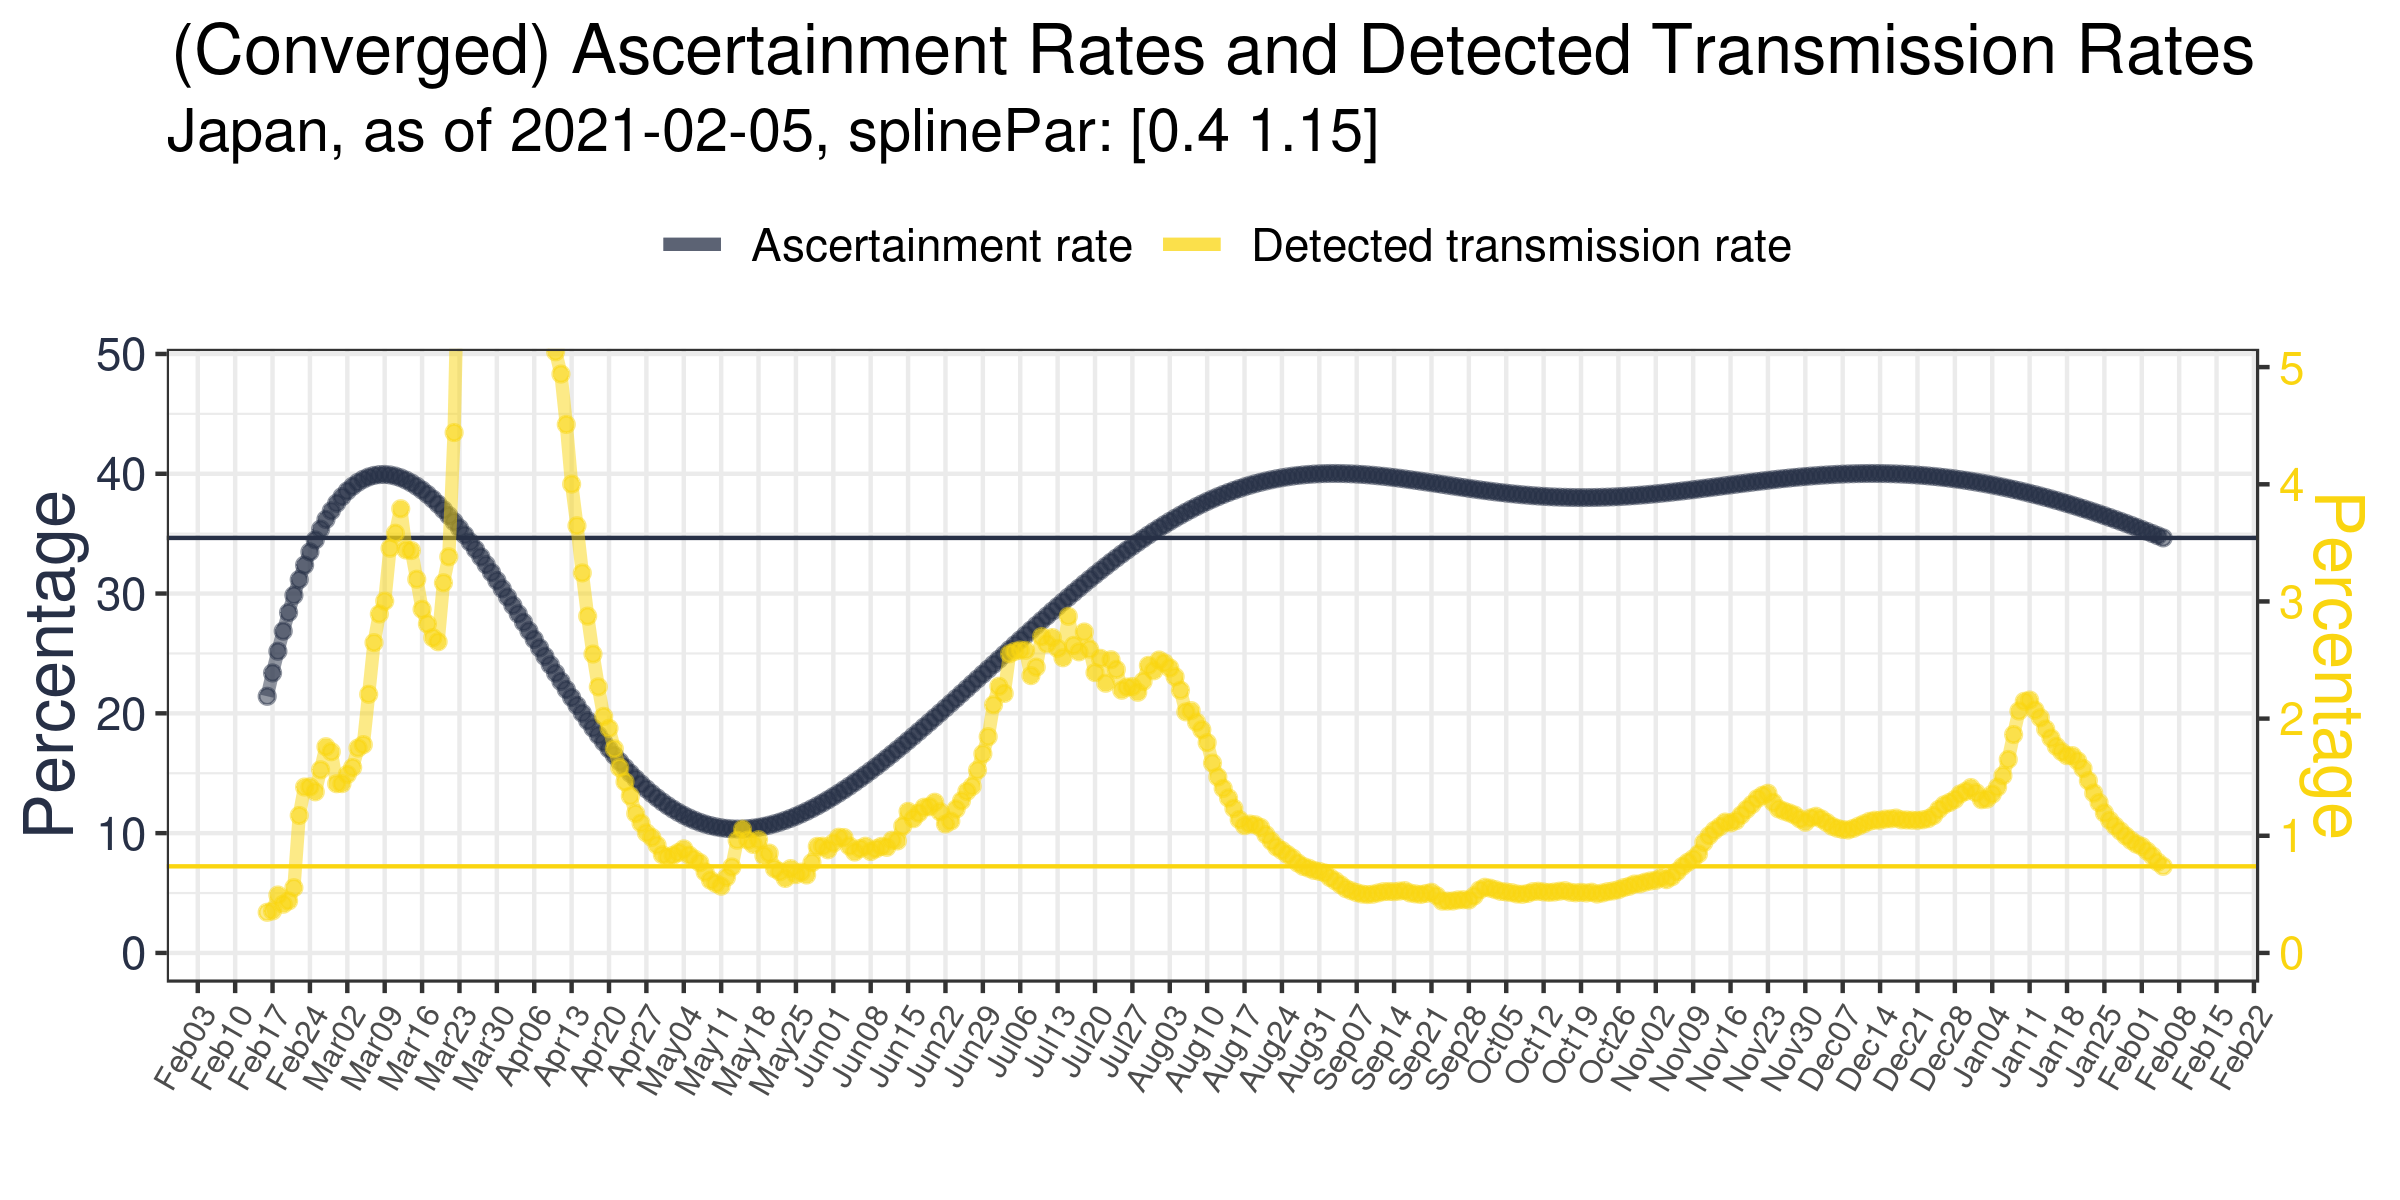 (Converged) Ascertainment Rates and Detected Transmission Rates
Japan, as of 2021-02-05, splinePar: [0.4 1.15]
Ascertainment rate Detected transmission rate
Percentage
50
40
30
20
10
0
5
4
3
2
1
0
Percentage
Feb03 Feb10 Feb17 Feb24 Mar02 Mar09 Mar16 Mar23 Mar30 Apr06 Apr13 Apr20 Apr27 May04 May11 May18 May25 Jun01 Jun08 Jun15 Jun22 Jun29 Jul06 Jul13 Jul20 Jul27 Aug03 Aug10 Aug17 Aug24 Aug31 Sep07 Sep14 Sep21 Sep28 Oct05 Oct12 Oct19 Oct26 Nov02 Nov09 Nov16 Nov23 Nov30 Dec07 Dec14 Dec21 Dec28 Jan04 Jan11 Jan18 Jan25 Feb01 Feb08 Feb15 Feb22